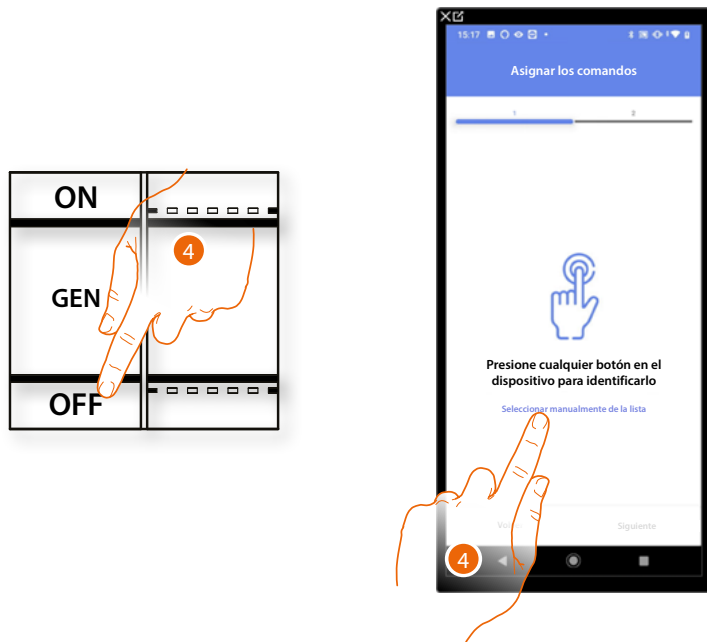 15:17
Asignar los comandos
1
2
ON
4
GEN
OFF
Presione cualquier botón en el
dispositivo para identificarlo
Seleccionar manualmente de la lista
Siguiente
4